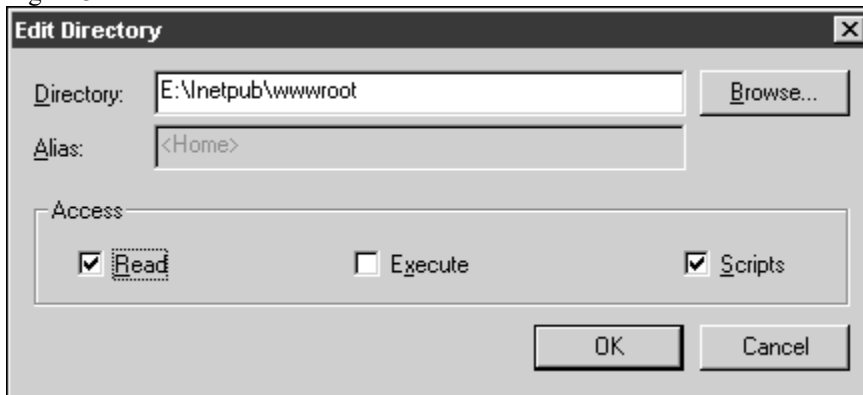 Edit Directory
Directory: E:\Inetpub\wwwroot Browse...
Alias: <Home>
Access
Read Execute Scripts
OK Cancel